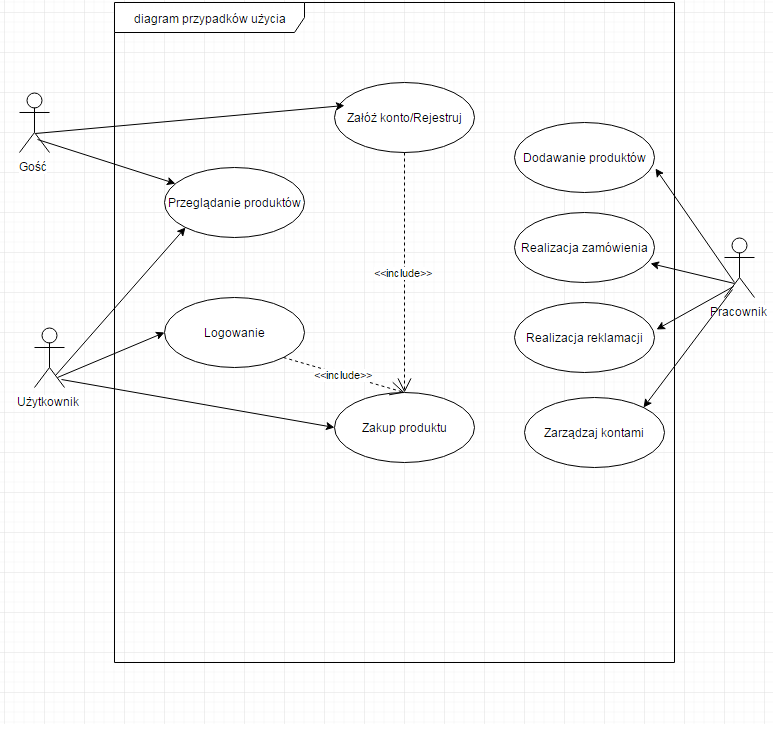 diagram przypadków użycia
Załóż konto/Rejestruj
Gość
Dodawanie produktów
Przeglądanie produktów
Realizacja zamówienia
<<include>>
Pracownik
Logowanie
Realizacja reklamacji
<<include>>
Użytkownik
Zakup produktu
Zarządzaj kontami